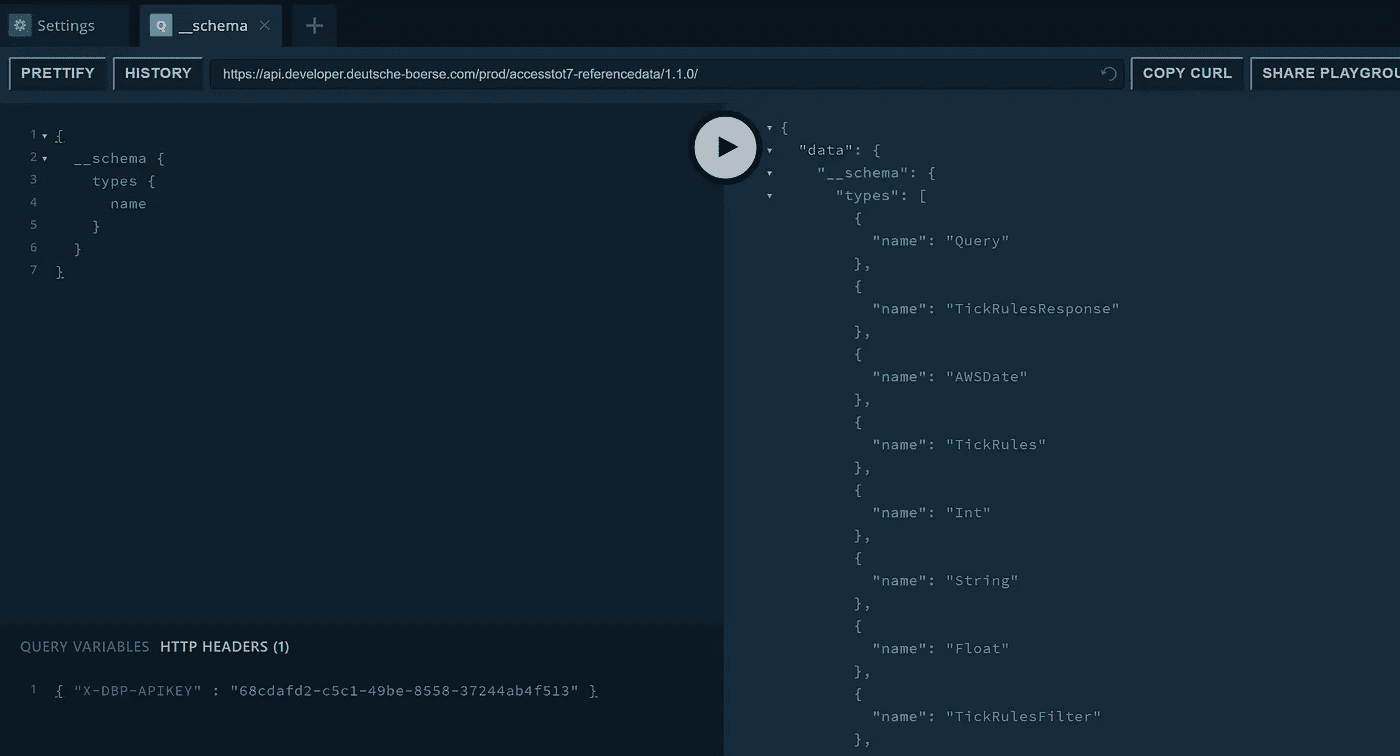 Settings
__schema
PRETTIFY
HISTORY
https://api.developer.deutsche-boerse.com/prod/accesstot7-referencedata/1.1.0/
COPY CURL
SHARE PLAYGROU
1 {
2 __schema {
3 types {
4 name
5 }
6 }
7 }
QUERY VARIABLES
HTTP HEADERS (1)
1 { "X-DBP-APIKEY" : "68cdafd2-c5c1-49be-8558-37244ab4f513" }
{
"data": {
"__schema": {
"types": [
{
"name": "Query"
},
{
"name": "TickRulesResponse"
},
{
"name": "AWSDate"
},
{
"name": "TickRules"
},
{
"name": "Int"
},
{
"name": "String"
},
{
"name": "Float"
},
{
"name": "TickRulesFilter"
},